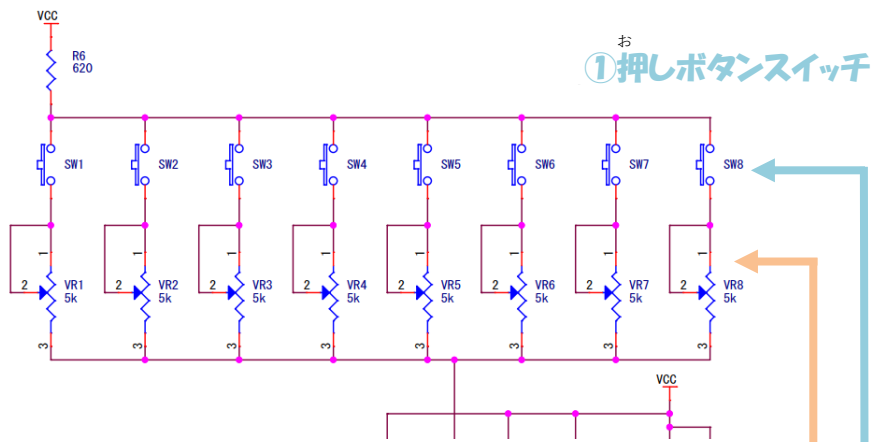 VCC
お
①押しボタンスイッチ
R6
620
SW1 SW2 SW3 SW4 SW5 SW6 SW7 SW8
1 1 1 1 1 1 1 1
2 2 2 2 2 2 2 2
VR1 VR2 VR3 VR4 VR5 VR6 VR7 VR8
5k 5k 5k 5k 5k 5k 5k 5k
3 3 3 3 3 3 3 3
VCC